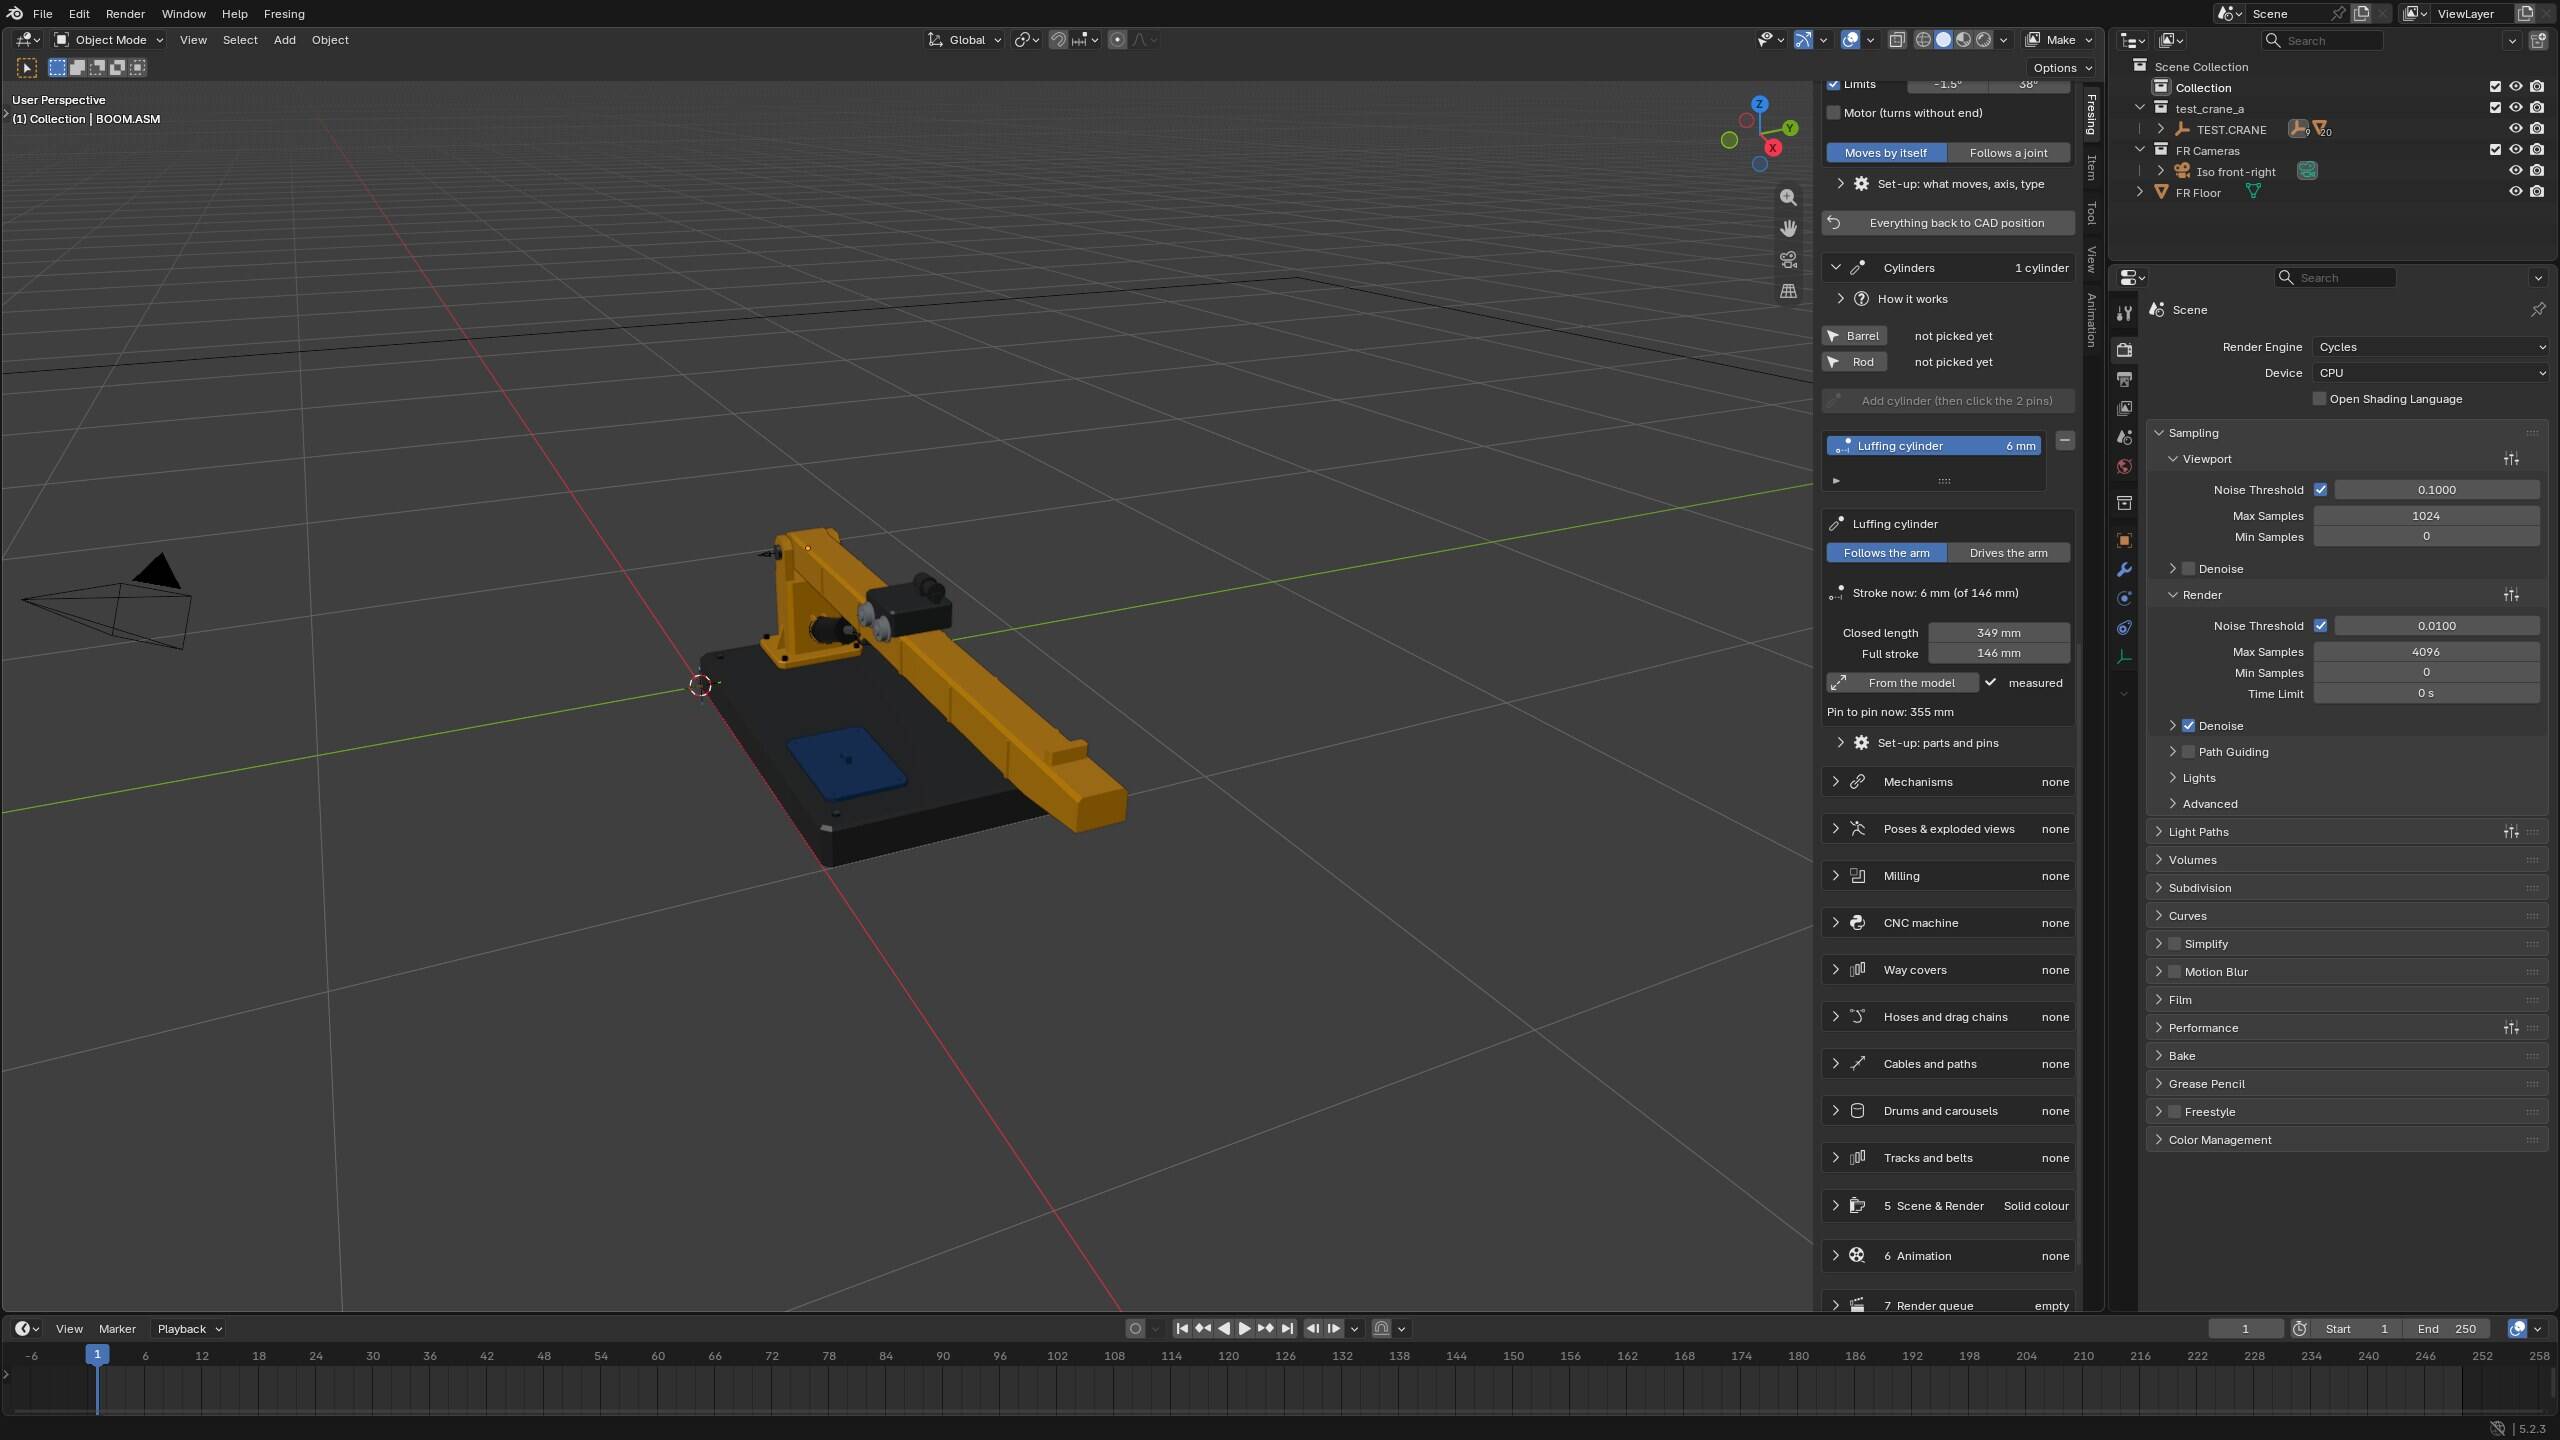 File Edit Render Window Help Fresing
Scene
ViewLayer
Object Mode View Select Add Object
Global
Make
Search
Options
User Perspective
(1) Collection | BOOM.ASM
Z
Y
X
Limits -1.5° 38°
Motor (turns without end)
Moves by itself Follows a joint
Set-up: what moves, axis, type
Everything back to CAD position
Cylinders 1 cylinder
How it works
Barrel not picked yet
Rod not picked yet
Add cylinder (then click the 2 pins)
Luffing cylinder 6 mm
Luffing cylinder
Follows the arm Drives the arm
Stroke now: 6 mm (of 146 mm)
Closed length 349 mm
Full stroke 146 mm
From the model measured
Pin to pin now: 355 mm
Set-up: parts and pins
Mechanisms none
Poses & exploded views none
Milling none
CNC machine none
Way covers none
Hoses and drag chains none
Cables and paths none
Drums and carousels none
Tracks and belts none
5 Scene & Render Solid colour
6 Animation none
7 Render queue empty
Fresing
Item
Tool
View
Animation
Scene Collection
Collection
test_crane_a
TEST.CRANE 9 20
FR Cameras
Iso front-right
FR Floor
Search
Scene
Render Engine Cycles
Device CPU
Open Shading Language
Sampling
Viewport
Noise Threshold 0.1000
Max Samples 1024
Min Samples 0
Denoise
Render
Noise Threshold 0.0100
Max Samples 4096
Min Samples 0
Time Limit 0 s
Denoise
Path Guiding
Lights
Advanced
Light Paths
Volumes
Subdivision
Curves
Simplify
Motion Blur
Film
Performance
Bake
Grease Pencil
Freestyle
Color Management
View Marker Playback
1 Start 1 End 250
-6 1 6 12 18 24 30 36 42 48 54 60 66 72 78 84 90 96 102 108 114 120 126 132 138 144 150 156 162 168 174 180 186 192 198 204 210 216 222 228 234 240 246 252 258
5.2.3